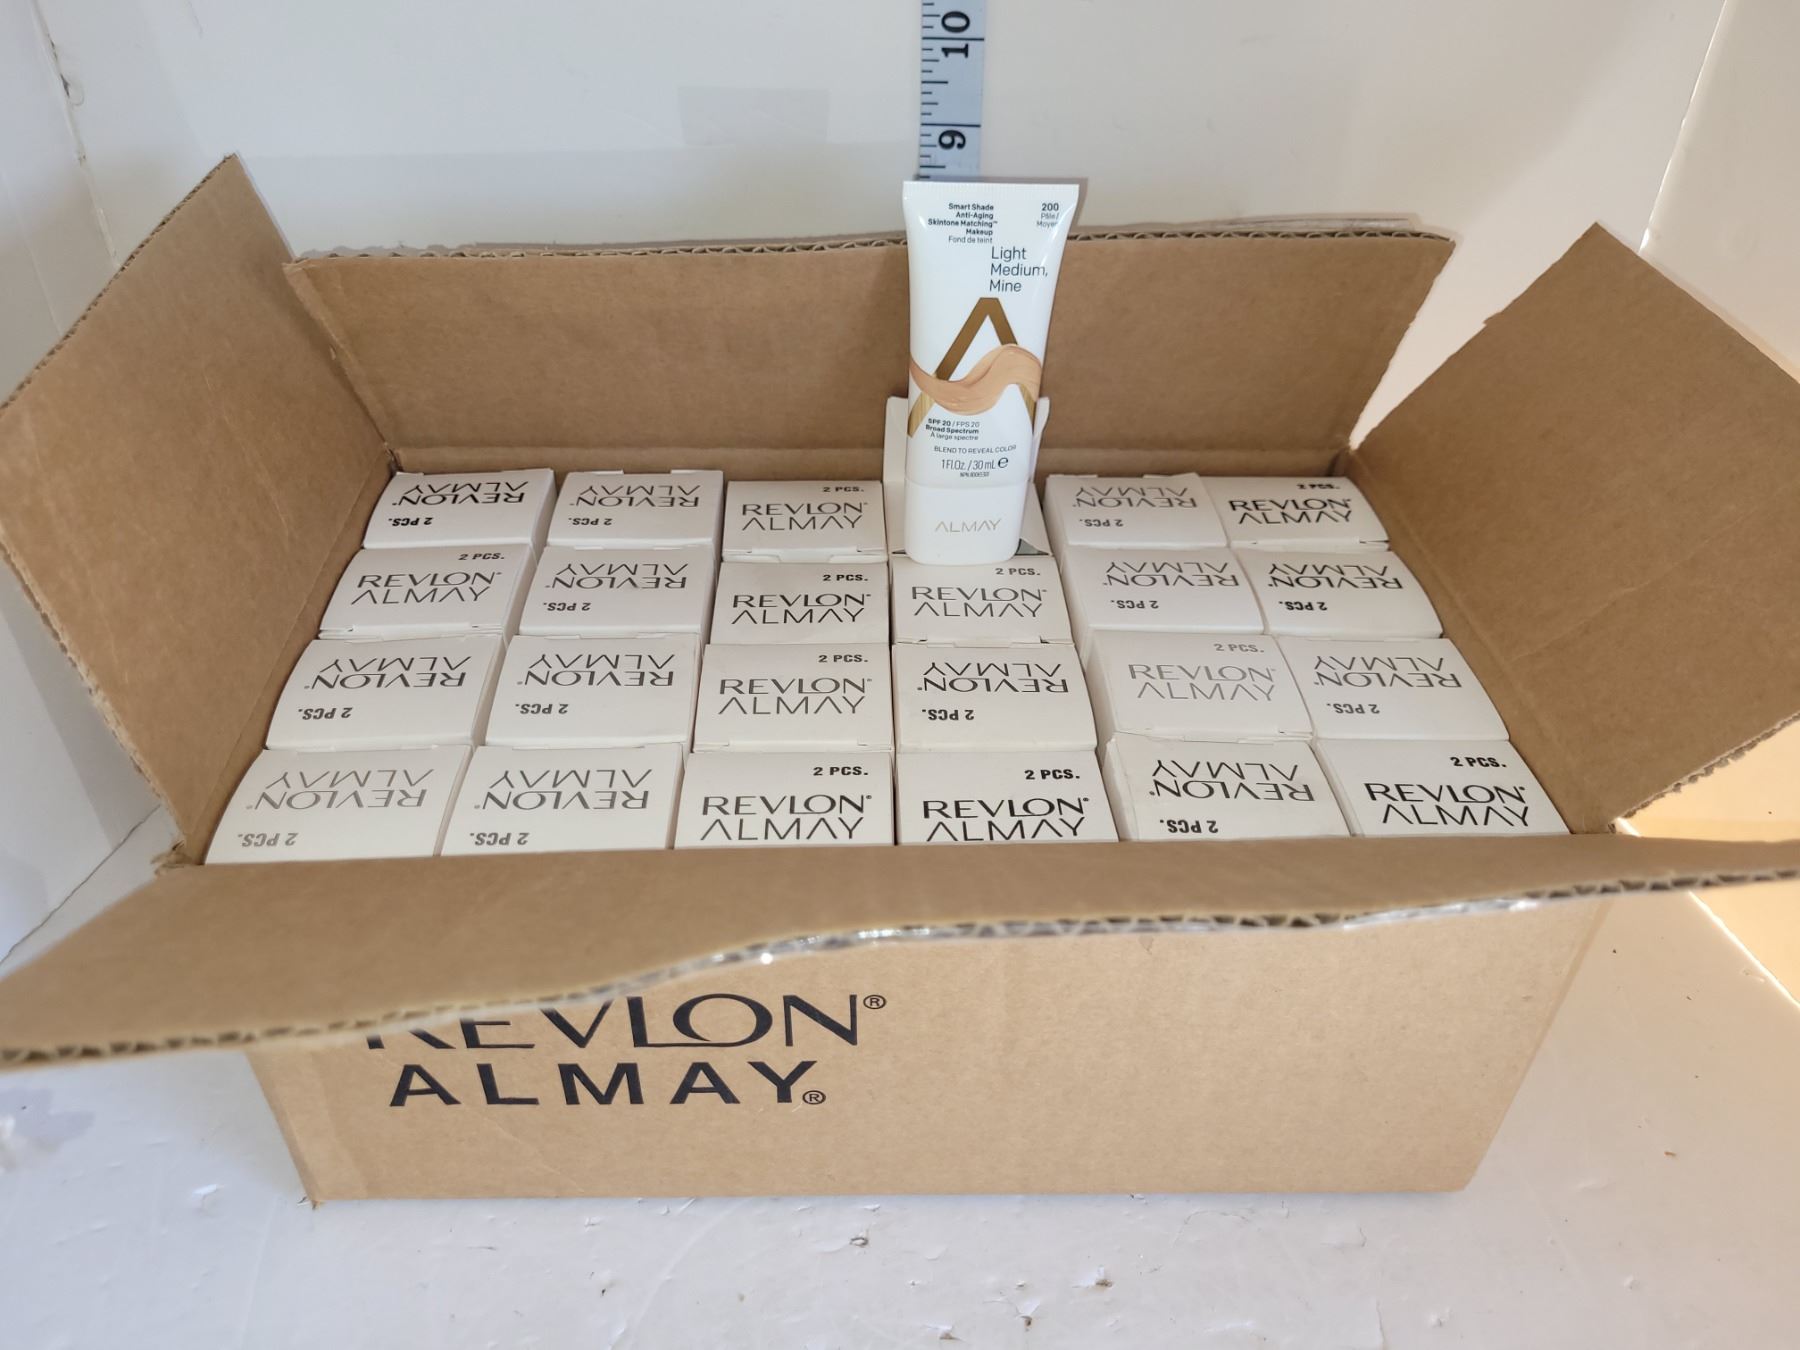 10
9
Smart Shade
Anti-Aging
Skintone Matching™
Makeup
Fond de teint
200
Pâle/
Moyen
Light
Medium,
Mine
SPF 20 / FPS 20
Broad Spectrum
À large spectre
BLEND TO REVEAL COLOR
1 Fl.Oz. / 30 mL e
ALMAY
2 PCS.
REVLON®
ALMAY
2 PCS.
REVLON®
ALMAY
2 PCS.
REVLON®
ALMAY
2 PCS.
REVLON®
ALMAY
2 PCS.
REVLON®
ALMAY
2 PCS.
REVLON®
ALMAY
2 PCS.
REVLON®
ALMAY
2 PCS.
REVLON®
ALMAY
2 PCS.
REVLON®
ALMAY
2 PCS.
REVLON®
ALMAY
2 PCS.
REVLON®
ALMAY
2 PCS.
REVLON®
ALMAY
2 PCS.
REVLON®
ALMAY
2 PCS.
REVLON®
ALMAY
2 PCS.
REVLON®
ALMAY
2 PCS.
REVLON®
ALMAY
2 PCS.
REVLON®
ALMAY
2 PCS.
REVLON®
ALMAY
2 PCS.
REVLON®
ALMAY
2 PCS.
REVLON®
ALMAY
2 PCS.
REVLON®
ALMAY
2 PCS.
REVLON®
ALMAY
2 PCS.
REVLON®
ALMAY
REVLON®
ALMAY®